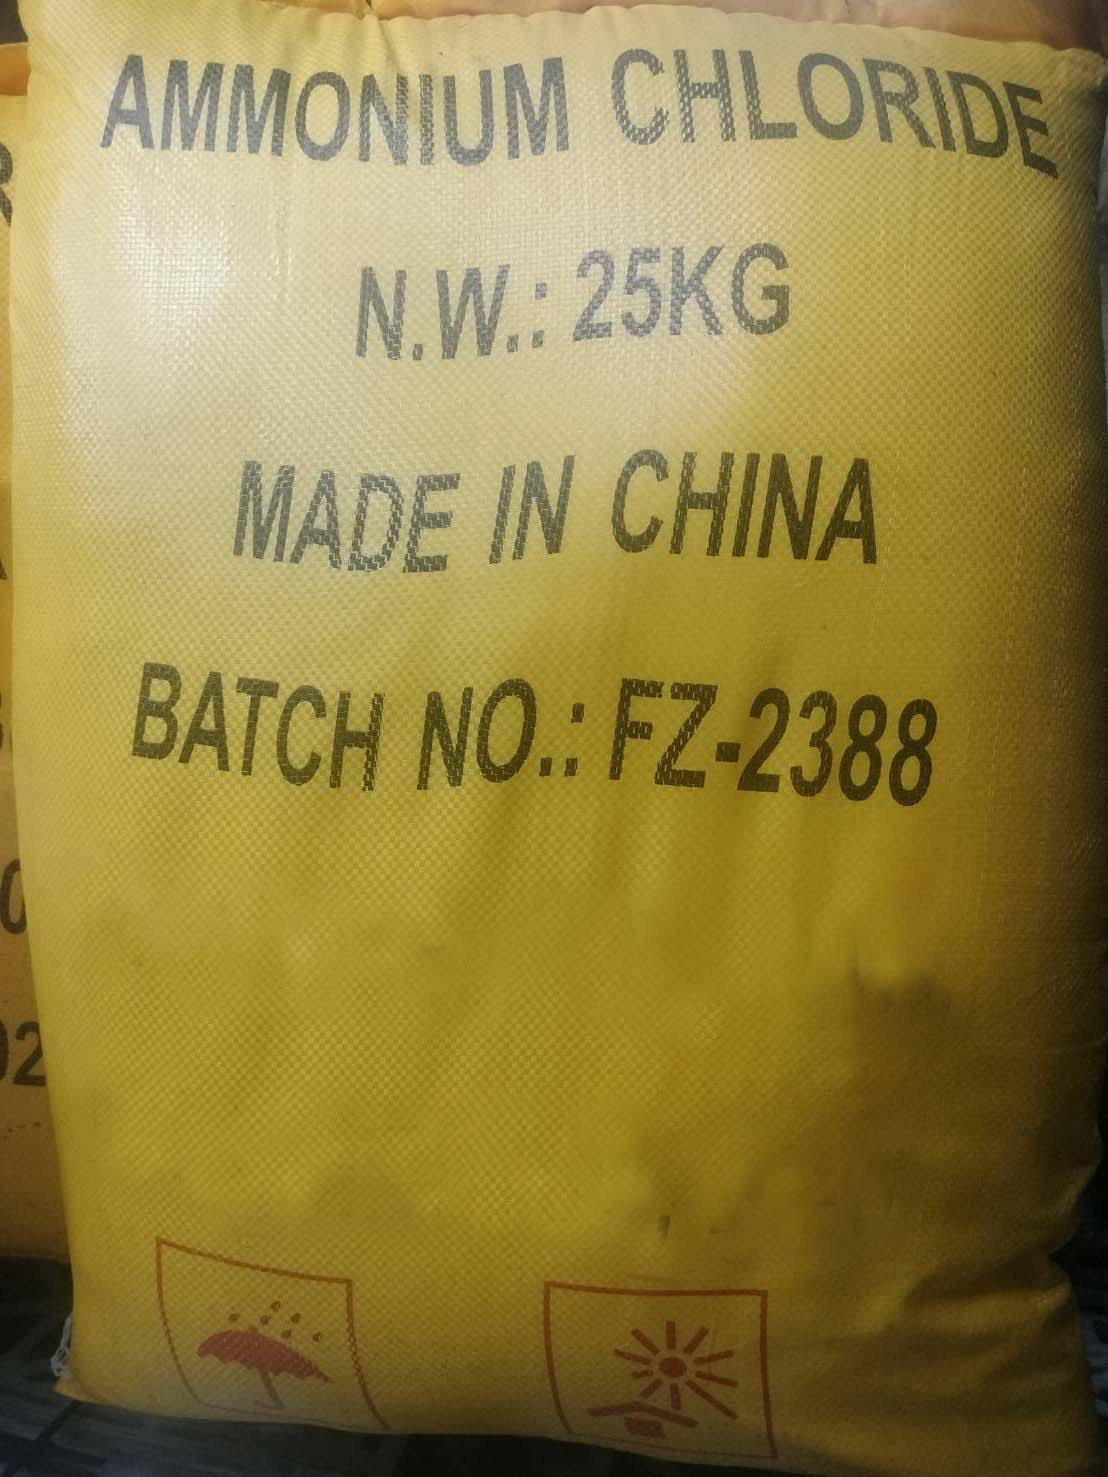 AMMONIUM CHLORIDE
N.W.: 25KG
MADE IN CHINA
BATCH NO.: FZ-2388